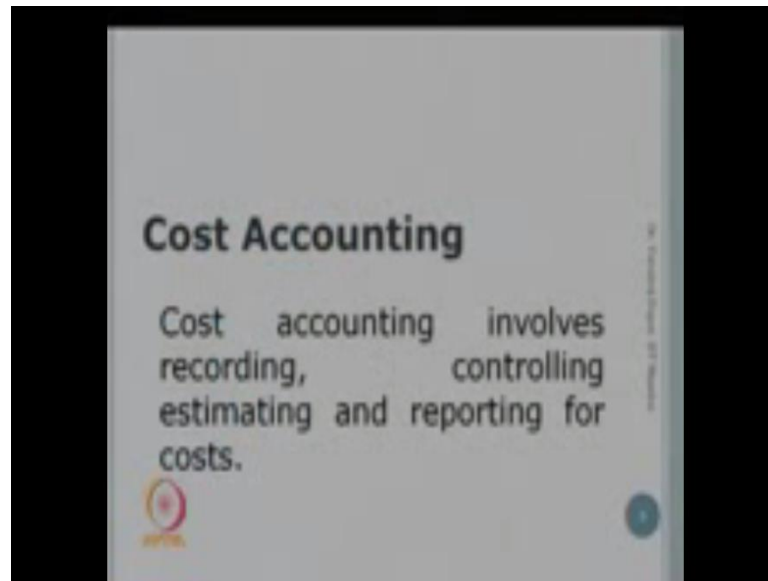 Cost Accounting
Cost accounting involves
recording, controlling
estimating and reporting for
costs.